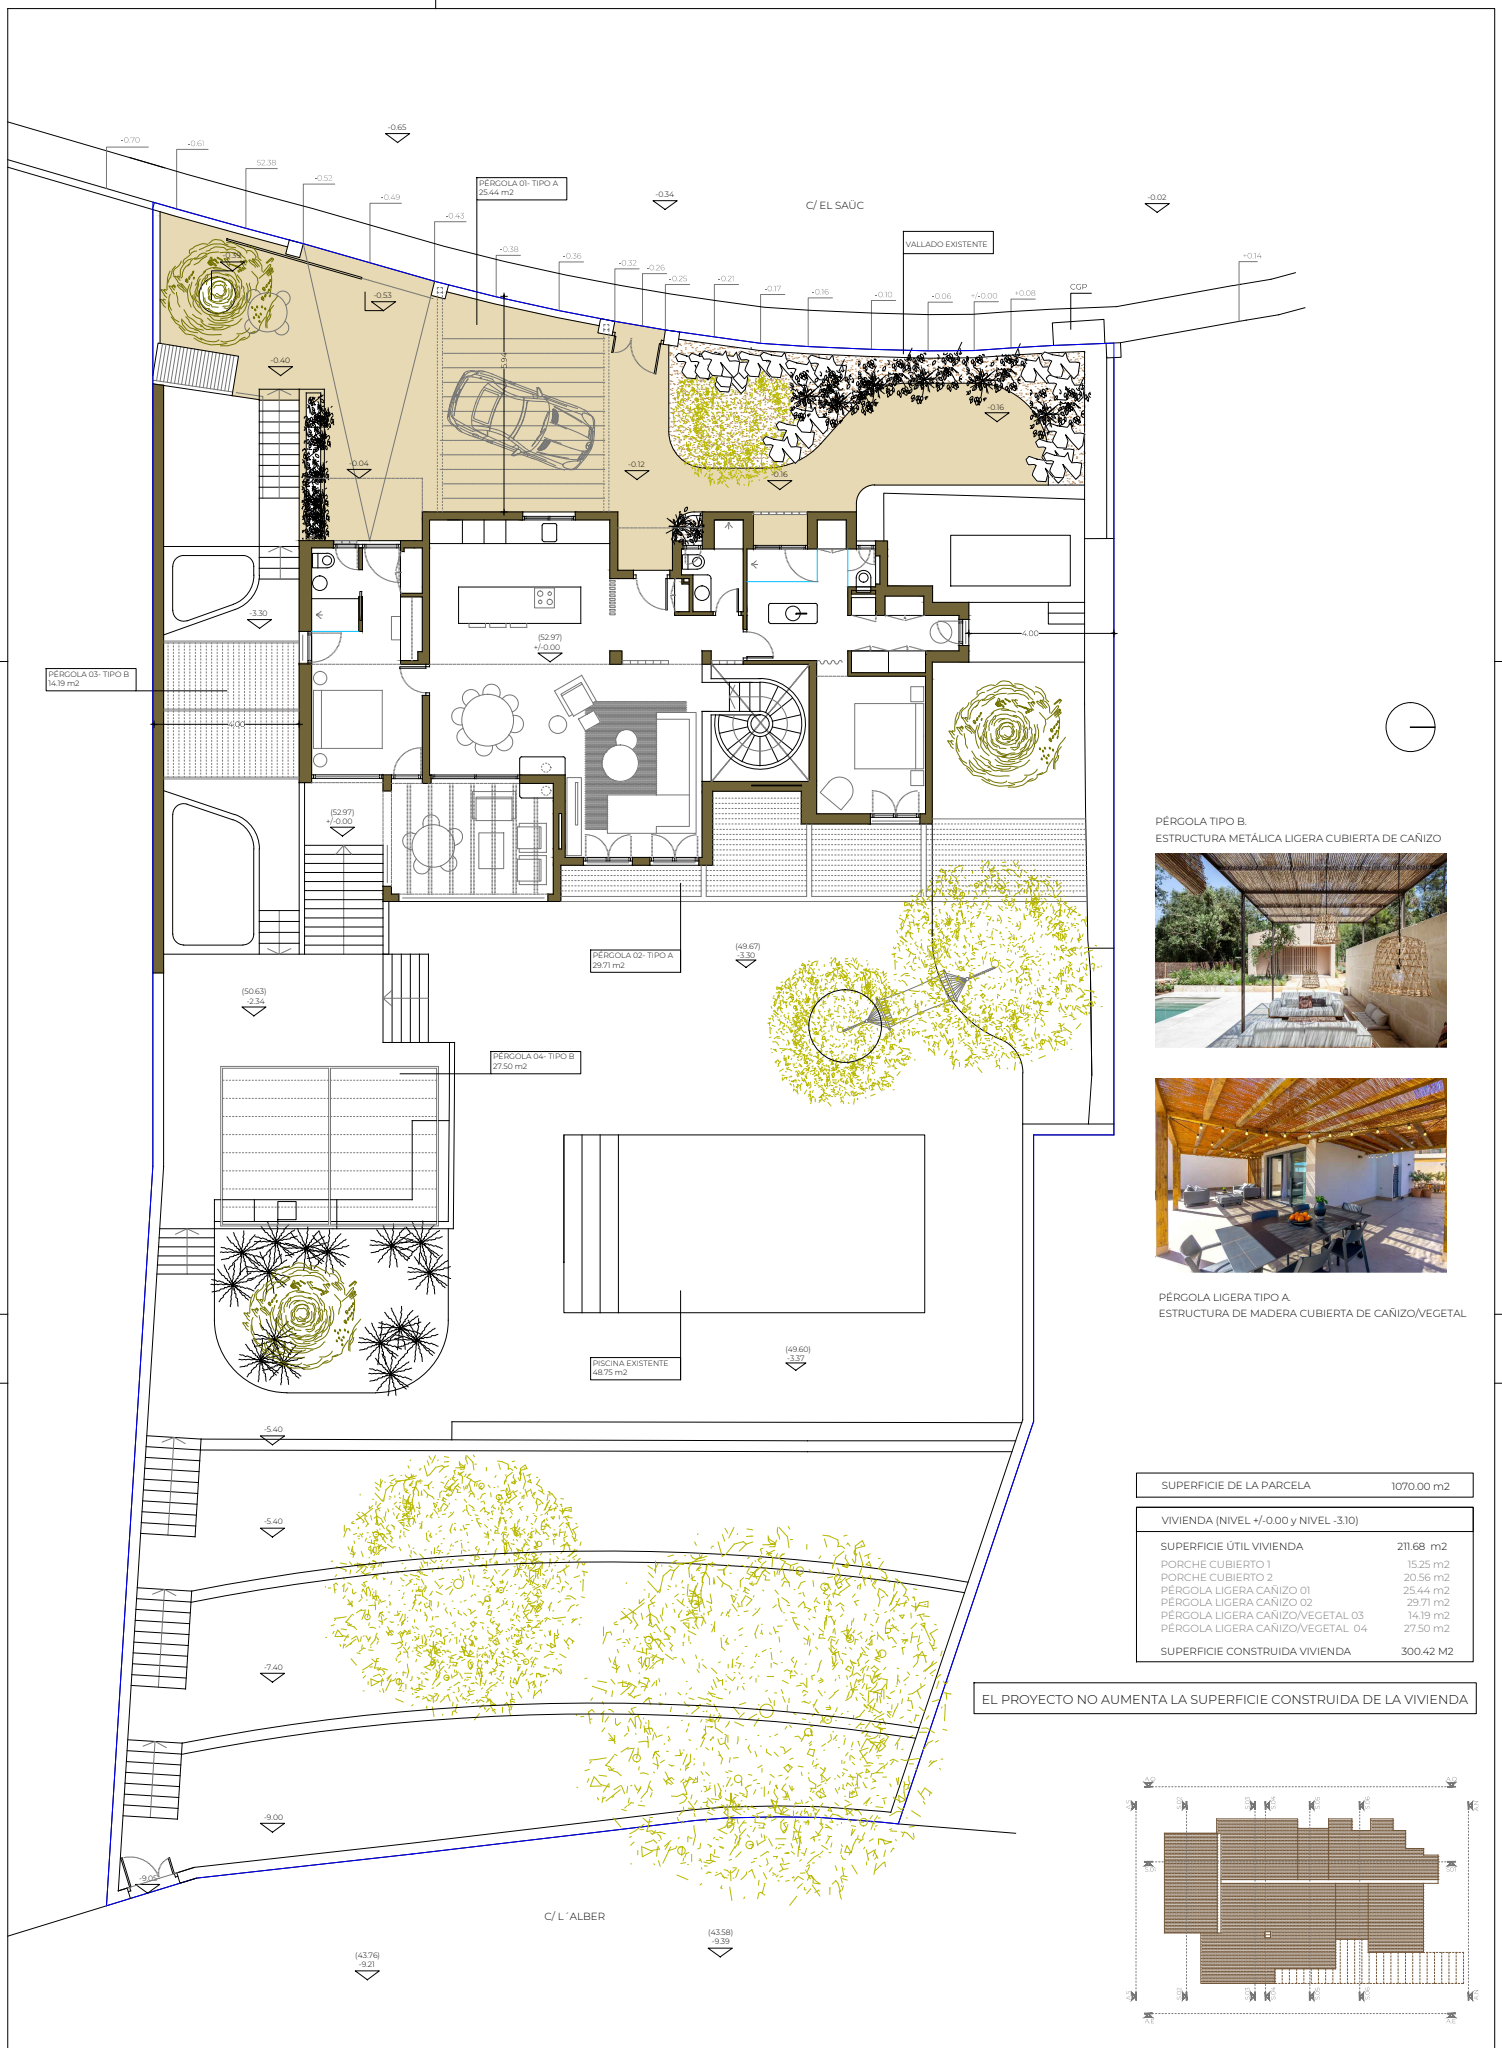 -0.65
-0.70
-0.61
52.38
-0.52
-0.49
-0.43
-0.38
-0.36
-0.32
-0.26
-0.25
-0.21
-0.17
-0.16
-0.10
-0.06
+/-0.00
+0.08
+0.14
PÉRGOLA 01- TIPO A
25.44 m2
-0.34
C/ EL SAÜC
-0.02
VALLADO EXISTENTE
CGP
-0.53
-0.40
5.94
-0.16
-0.04
-0.12
-0.16
-3.30
(52.97)
+/-0.00
4.00
PÉRGOLA 03- TIPO B
14.19 m2
4.00
(52.97)
+/-0.00
PÉRGOLA TIPO B.
ESTRUCTURA METÁLICA LIGERA CUBIERTA DE CAÑIZO
PÉRGOLA 02- TIPO A
29.71 m2
(49.67)
-3.30
(50.63)
-2.34
PÉRGOLA 04- TIPO B
27.50 m2
PÉRGOLA LIGERA TIPO A.
ESTRUCTURA DE MADERA CUBIERTA DE CAÑIZO/VEGETAL
PISCINA EXISTENTE
48.75 m2
(49.60)
-3.37
-5.40
SUPERFICIE DE LA PARCELA 1070.00 m2
VIVIENDA (NIVEL +/-0.00 y NIVEL -3.10)
SUPERFICIE ÚTIL VIVIENDA 211.68 m2
PORCHE CUBIERTO 1 15.25 m2
PORCHE CUBIERTO 2 20.56 m2
PÉRGOLA LIGERA CAÑIZO 01 25.44 m2
PÉRGOLA LIGERA CAÑIZO 02 29.71 m2
PÉRGOLA LIGERA CAÑIZO/VEGETAL 03 14.19 m2
PÉRGOLA LIGERA CAÑIZO/VEGETAL 04 27.50 m2
SUPERFICIE CONSTRUIDA VIVIENDA 300.42 M2
EL PROYECTO NO AUMENTA LA SUPERFICIE CONSTRUIDA DE LA VIVIENDA
-5.40
-7.40
-9.00
-9.05
C/ L´ALBER
(43.58)
-9.39
(43.76)
-9.21